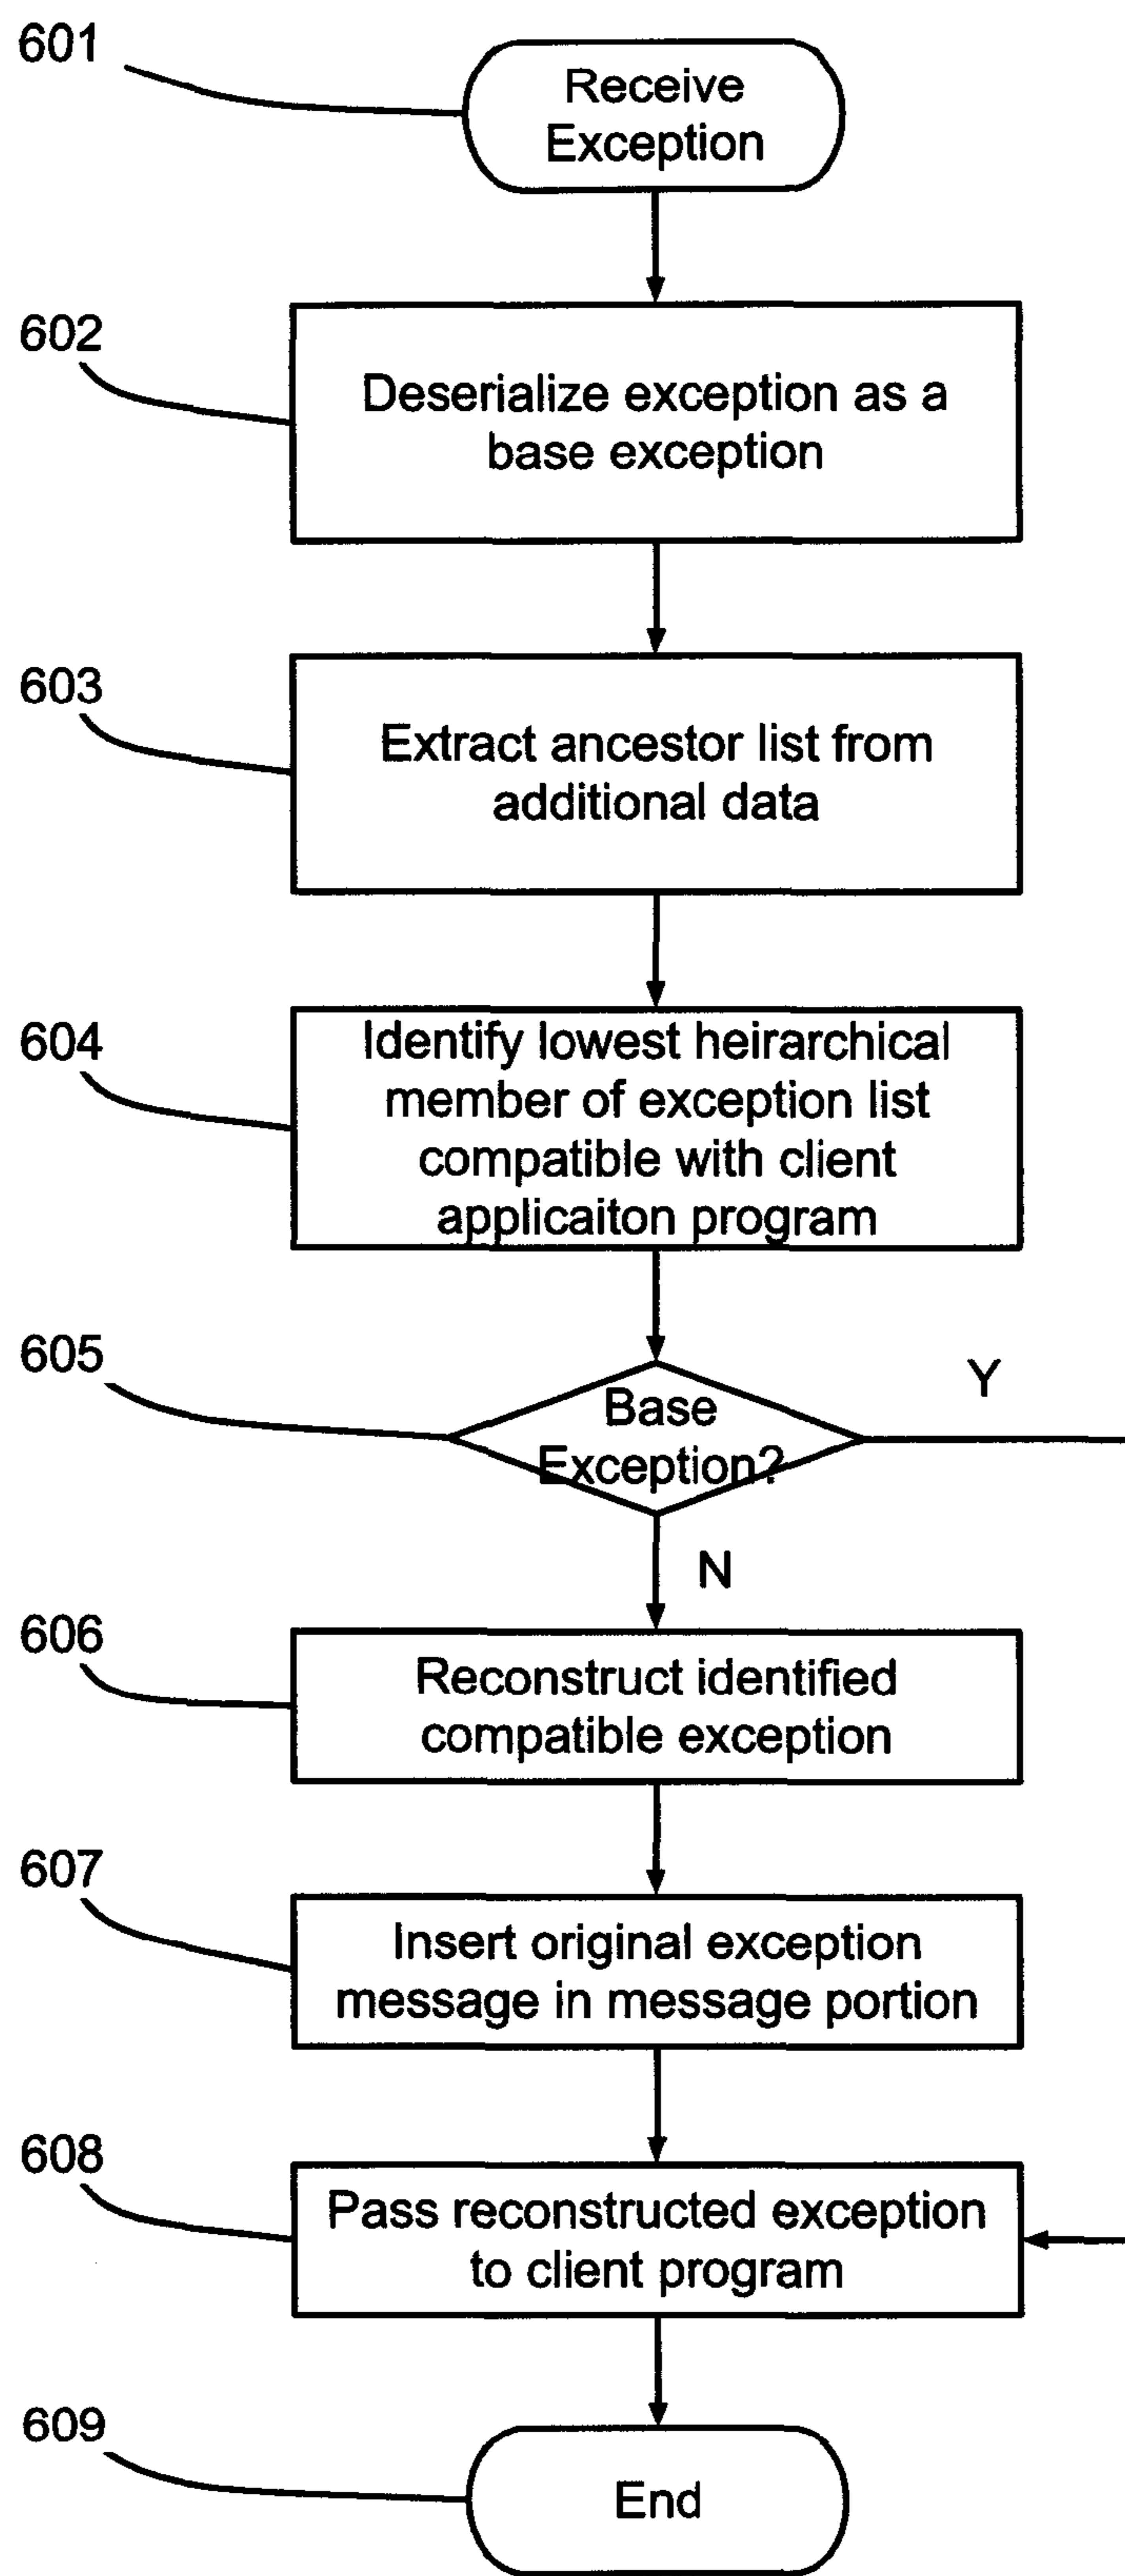 601
Receive
Exception
602
Deserialize exception as a
base exception
603
Extract ancestor list from
additional data
604
Identify lowest heirarchical
member of exception list
compatible with client
applicaiton program
605
Base
Exception?
Y
N
606
Reconstruct identified
compatible exception
607
Insert original exception
message in message portion
608
Pass reconstructed exception
to client program
609
End